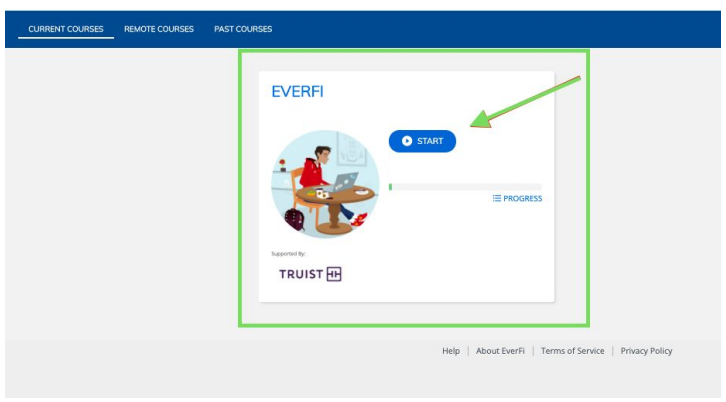 CURRENT COURSES REMOTE COURSES PAST COURSES
EVERFI
START
PROGRESS
Supported By:
TRUIST
Help | About EverFi | Terms of Service | Privacy Policy